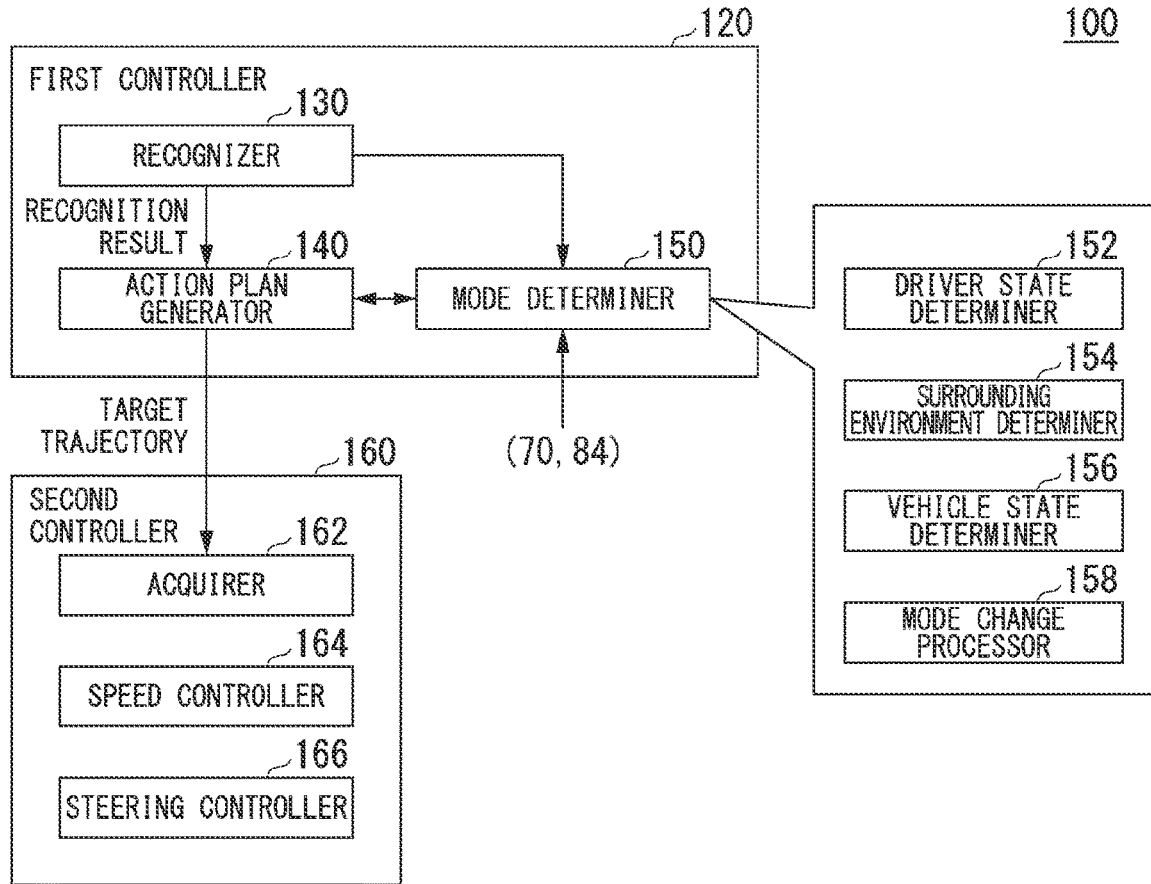 120
100
FIRST CONTROLLER
130
RECOGNIZER
RECOGNITION
RESULT
140
150
ACTION PLAN
GENERATOR
MODE DETERMINER
152
DRIVER STATE
DETERMINER
154
SURROUNDING
ENVIRONMENT DETERMINER
156
VEHICLE STATE
DETERMINER
158
MODE CHANGE
PROCESSOR
TARGET
TRAJECTORY
(70, 84)
160
SECOND
CONTROLLER
162
ACQUIRER
164
SPEED CONTROLLER
166
STEERING CONTROLLER